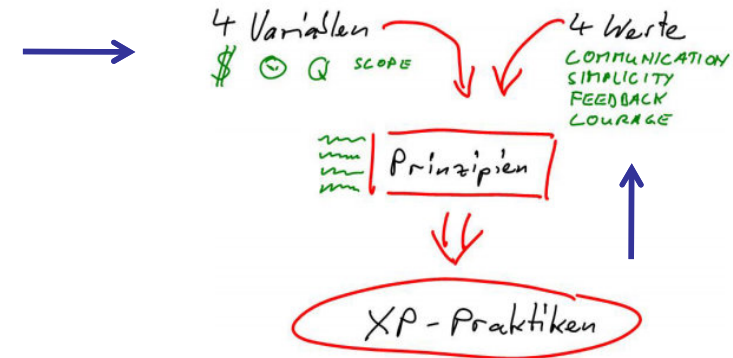 4 Variablen
$ Q SCOPE
4 Werte
COMMUNICATION
SIMPLICITY
FEEDBACK
COURAGE
Prinzipien
XP-Praktiken